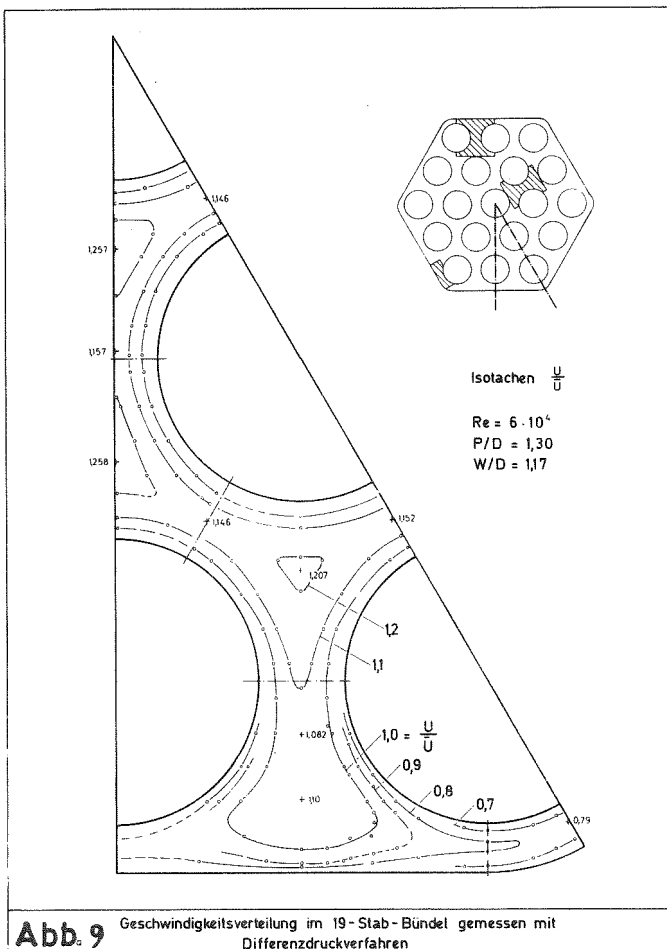 1,146
1,257
1,157
Isotachen U/Ū
Re = 6 · 10⁴
P/D = 1,30
W/D = 1,17
1,258
1,146
1,152
1,207
1,2
1,1
1,082
1,0 = U/Ū
0,9
1,10
0,8
0,7
0,79
Abb. 9 Geschwindigkeitsverteilung im 19-Stab-Bündel gemessen mit
Differenzdruckverfahren